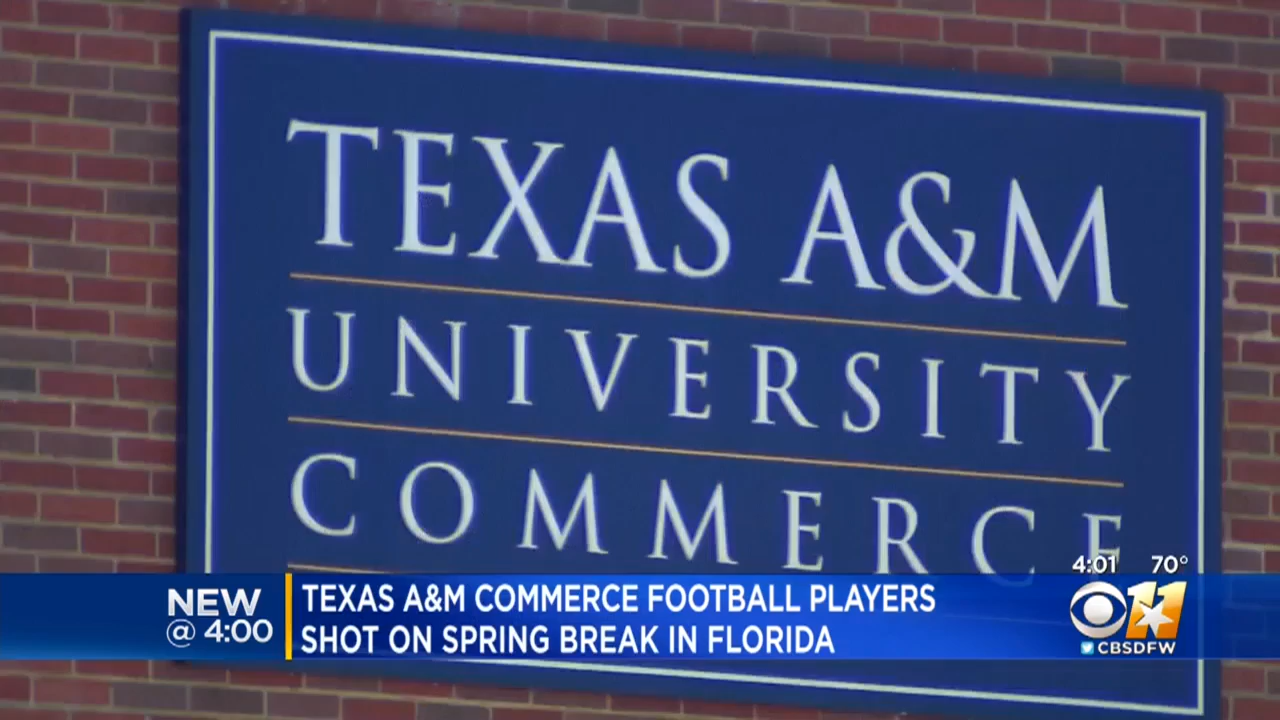 TEXAS A&M
UNIVERSITY
COMMERCE
4:01 70°
NEW
@ 4:00
TEXAS A&M COMMERCE FOOTBALL PLAYERS
SHOT ON SPRING BREAK IN FLORIDA
11
CBSDFW